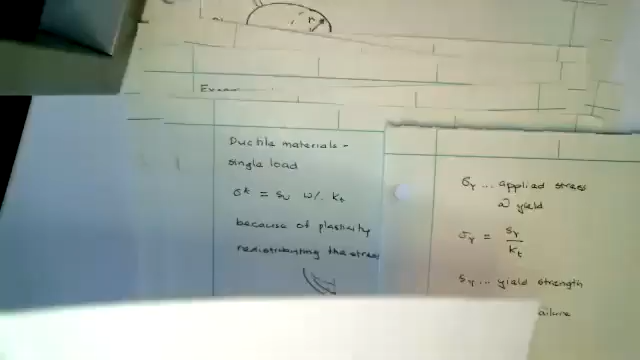 r
Ductile materials -
single load
σ* = Su w/. Kt
because of plasticity
redistributing the stress
σy ... applied stress
@ yield
σy = Sy / Kt
Sy ... yield strength